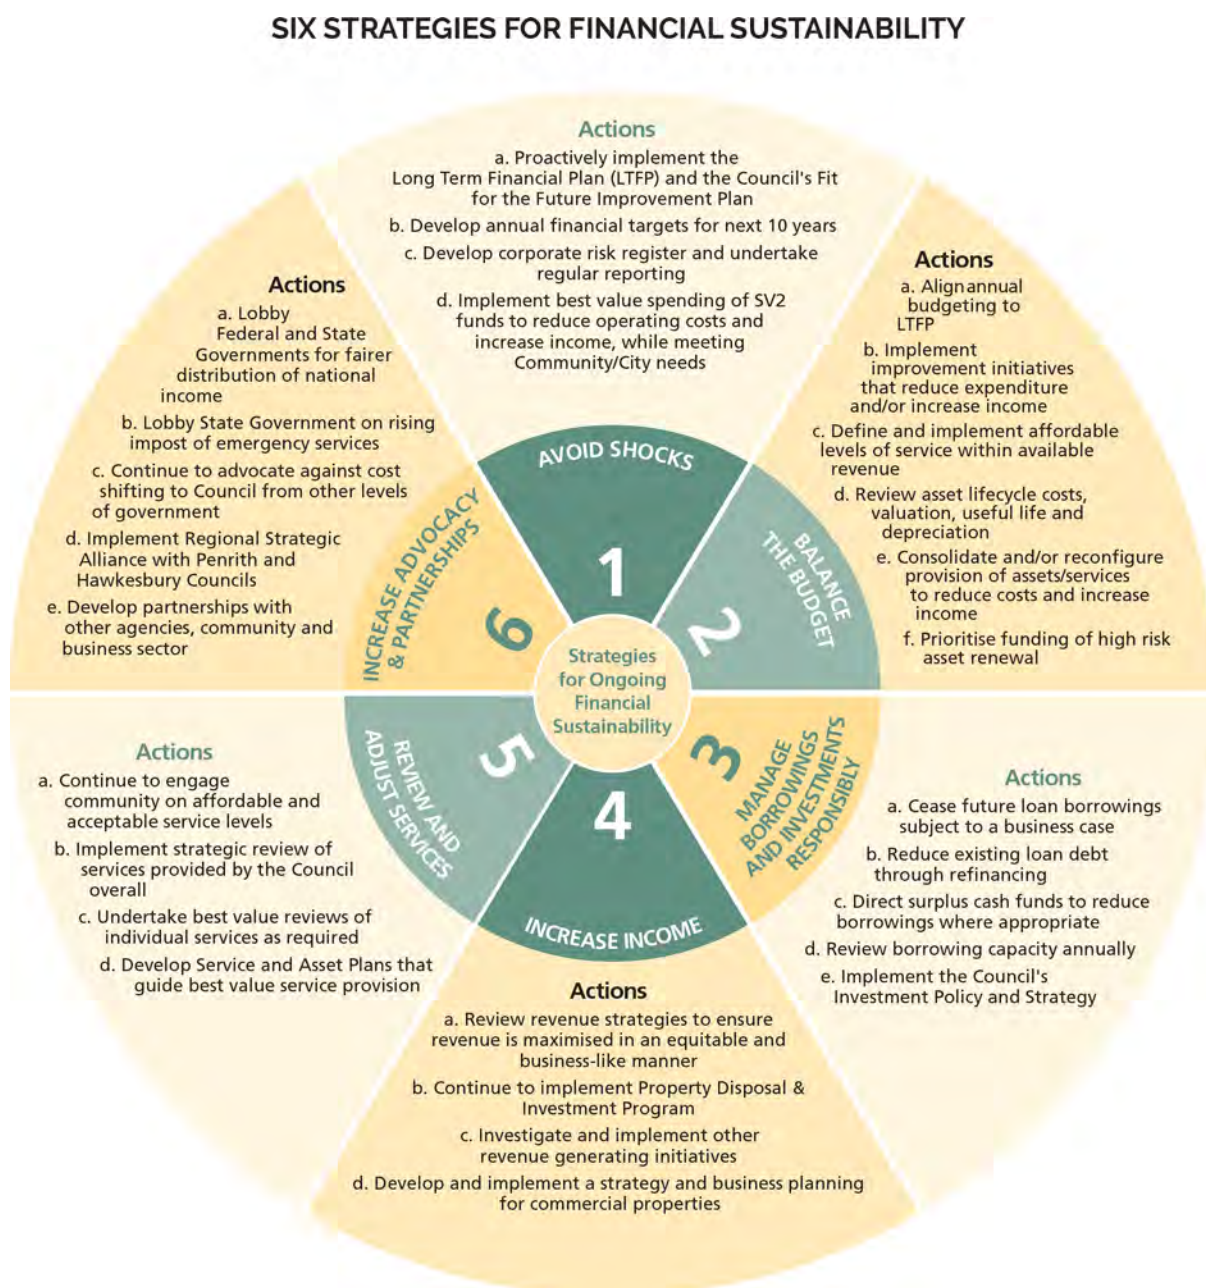 SIX STRATEGIES FOR FINANCIAL SUSTAINABILITY
Actions
a. Proactively implement the
Long Term Financial Plan (LTFP) and the Council's Fit
for the Future Improvement Plan
b. Develop annual financial targets for next 10 years
c. Develop corporate risk register and undertake
regular reporting
d. Implement best value spending of SV2
funds to reduce operating costs and
increase income, while meeting
Community/City needs
AVOID SHOCKS
1
Actions
a. Align annual
budgeting to
LTFP
b. Implement
improvement initiatives
that reduce expenditure
and/or increase income
c. Define and implement affordable
levels of service within available
revenue
d. Review asset lifecycle costs,
valuation, useful life and
depreciation
e. Consolidate and/or reconfigure
provision of assets/services
to reduce costs and increase
income
f. Prioritise funding of high risk
asset renewal
BALANCE
THE BUDGET
2
Actions
a. Cease future loan borrowings
subject to a business case
b. Reduce existing loan debt
through refinancing
c. Direct surplus cash funds to reduce
borrowings where appropriate
d. Review borrowing capacity annually
e. Implement the Council's
Investment Policy and Strategy
MANAGE
BORROWINGS
AND INVESTMENTS
RESPONSIBLY
3
4
INCREASE INCOME
Actions
a. Review revenue strategies to ensure
revenue is maximised in an equitable and
business-like manner
b. Continue to implement Property Disposal &
Investment Program
c. Investigate and implement other
revenue generating initiatives
d. Develop and implement a strategy and business planning
for commercial properties
5
REVIEW AND
ADJUST SERVICES
Actions
a. Continue to engage
community on affordable and
acceptable service levels
b. Implement strategic review of
services provided by the Council
overall
c. Undertake best value reviews of
individual services as required
d. Develop Service and Asset Plans that
guide best value service provision
6
INCREASE ADVOCACY
& PARTNERSHIPS
Actions
a. Lobby
Federal and State
Governments for fairer
distribution of national
income
b. Lobby State Government on rising
impost of emergency services
c. Continue to advocate against cost
shifting to Council from other levels
of government
d. Implement Regional Strategic
Alliance with Penrith and
Hawkesbury Councils
e. Develop partnerships with
other agencies, community and
business sector
Strategies
for Ongoing
Financial
Sustainability